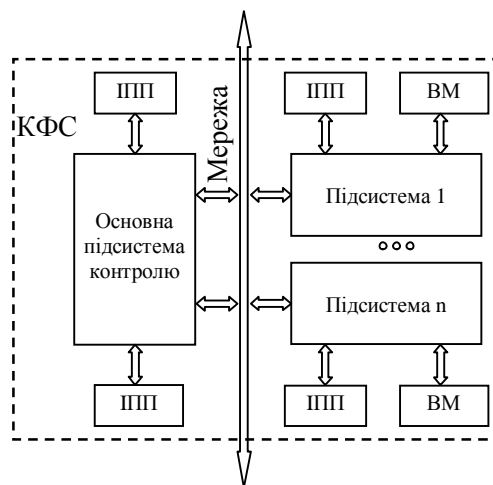 ІПП
ІПП
ВМ
КФС
Мережа
Основна
підсистема
контролю
Підсистема 1
Підсистема n
ІПП
ІПП
ВМ